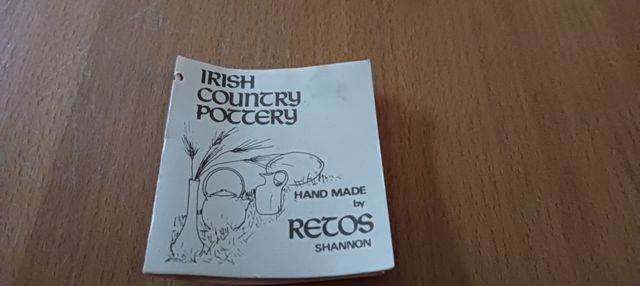 IRISH
COUNTRY
POTTERY
HAND MADE
by
RETOS
SHANNON